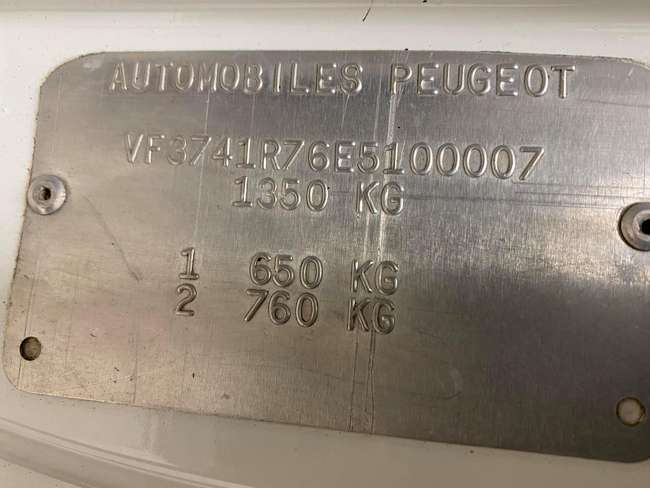 AUTOMOBILES PEUGEOT
VF3741R76E5100007
1350 KG
1 650 KG
2 760 KG